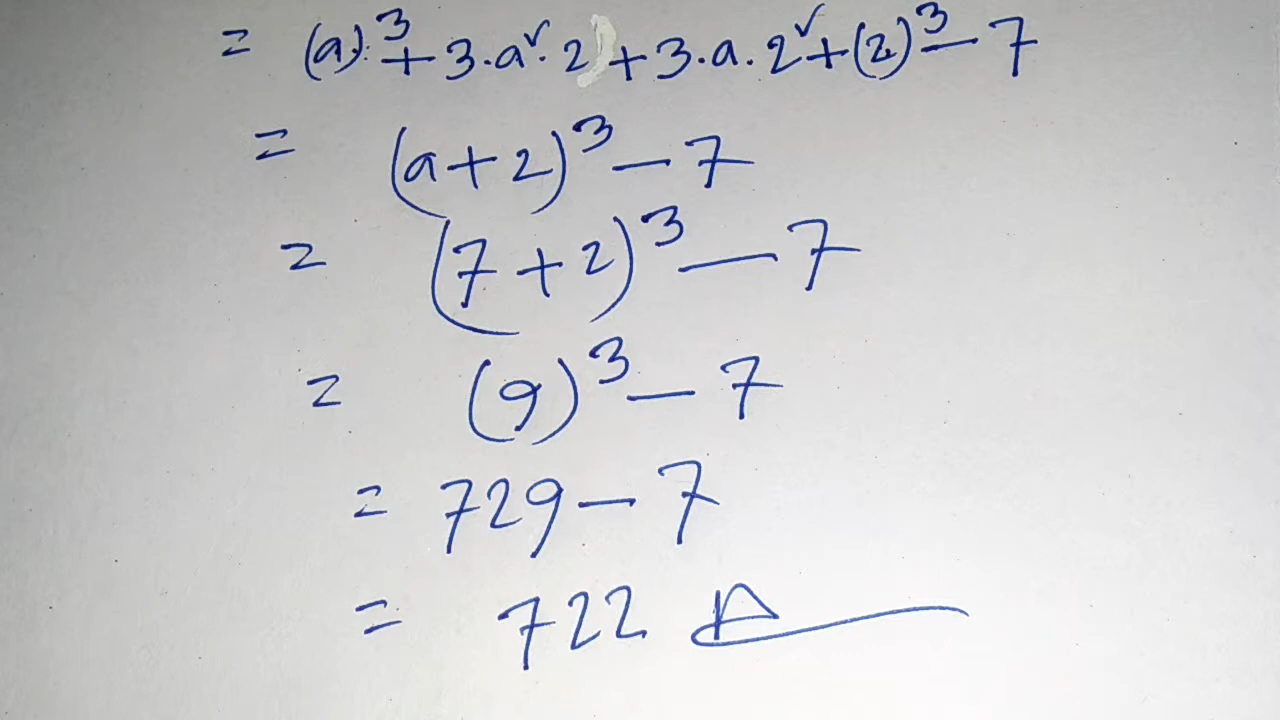 = (a)³ + 3·a²·2 + 3·a·2² + (2)³ – 7
= (a+2)³ – 7
= (7+2)³ – 7
= (9)³ – 7
= 729 – 7
= 722